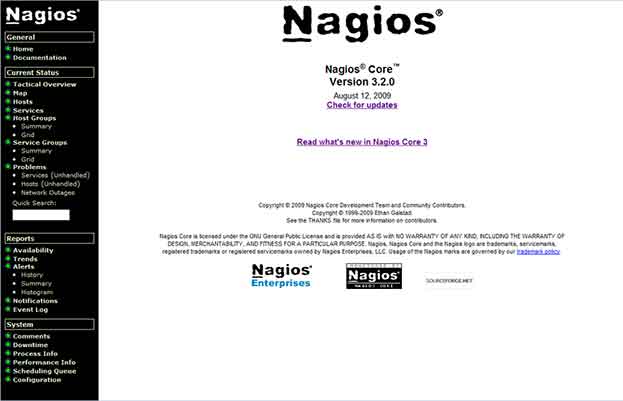 Nagios®
General
Home
Documentation
Current Status
Tactical Overview
Map
Hosts
Services
Host Groups
Summary
Grid
Service Groups
Summary
Grid
Problems
Services (Unhandled)
Hosts (Unhandled)
Network Outages
Quick Search:
Reports
Availability
Trends
Alerts
History
Summary
Histogram
Notifications
Event Log
System
Comments
Downtime
Process Info
Performance Info
Scheduling Queue
Configuration
Nagios®
Nagios® Core™
Version 3.2.0
August 12, 2009
Check for updates
Read what's new in Nagios Core 3
Copyright © 2009 Nagios Core Development Team and Community Contributors.
Copyright © 1999-2009 Ethan Galstad.
See the THANKS file for more information on contributors.
Nagios Core is licensed under the GNU General Public License and is provided AS IS with NO WARRANTY OF ANY KIND, INCLUDING THE WARRANTY OF
DESIGN, MERCHANTABILITY, AND FITNESS FOR A PARTICULAR PURPOSE. Nagios, Nagios Core and the Nagios logo are trademarks, servicemarks,
registered trademarks or registered servicemarks owned by Nagios Enterprises, LLC. Usage of the Nagios marks are governed by our trademark policy.
Nagios®
Enterprises
Nagios®
SOURCEFORGE.NET